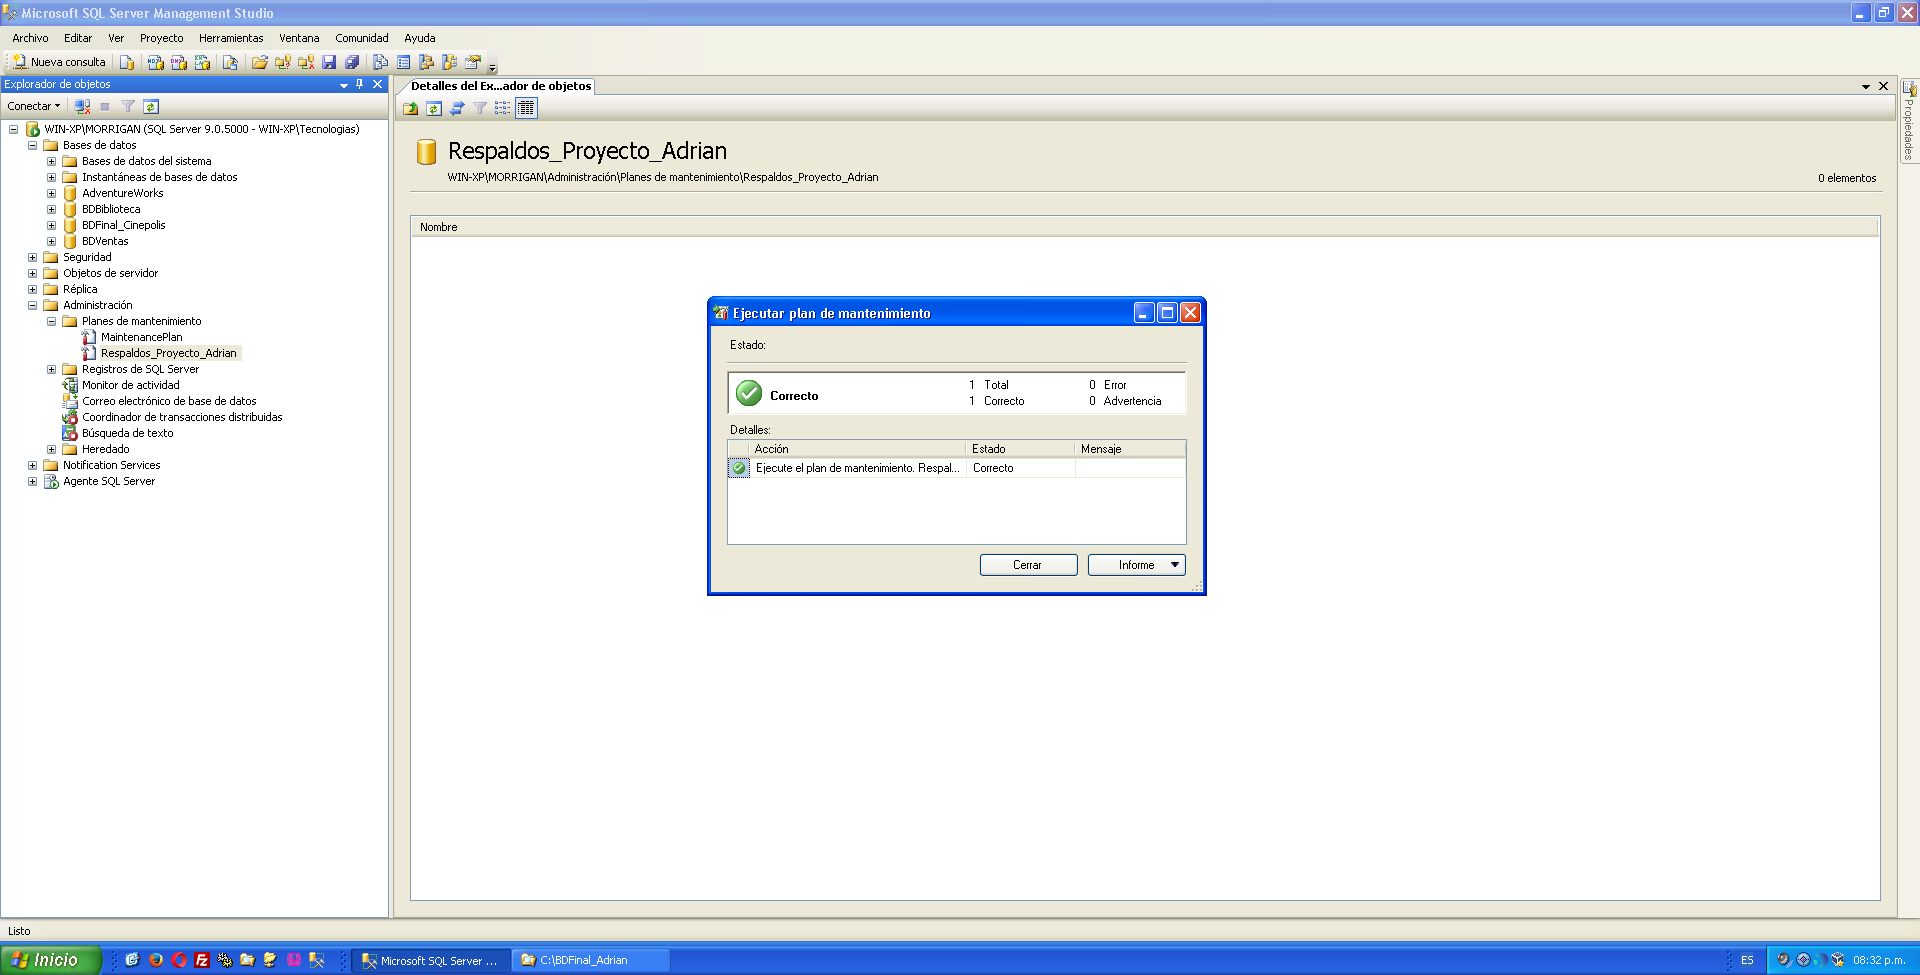 Microsoft SQL Server Management Studio
Archivo Editar Ver Proyecto Herramientas Ventana Comunidad Ayuda
Nueva consulta
Explorador de objetos
Conectar
WIN-XP\MORRIGAN (SQL Server 9.0.5000 - WIN-XP\Tecnologias)
Bases de datos
Bases de datos del sistema
Instantáneas de bases de datos
AdventureWorks
BDBiblioteca
BDFinal_Cinepolis
BDVentas
Seguridad
Objetos de servidor
Réplica
Administración
Planes de mantenimiento
MaintenancePlan
Respaldos_Proyecto_Adrian
Registros de SQL Server
Monitor de actividad
Correo electrónico de base de datos
Coordinador de transacciones distribuidas
Búsqueda de texto
Heredado
Notification Services
Agente SQL Server
Detalles del Ex...ador de objetos
Respaldos_Proyecto_Adrian
WIN-XP\MORRIGAN\Administración\Planes de mantenimiento\Respaldos_Proyecto_Adrian
0 elementos
Nombre
Propiedades
Ejecutar plan de mantenimiento
Estado:
Correcto
1 Total 0 Error
1 Correcto 0 Advertencia
Detalles:
Acción Estado Mensaje
Ejecute el plan de mantenimiento. Respal... Correcto
Cerrar Informe
Listo
Inicio Microsoft SQL Server ... C:\BDFinal_Adrian ES 08:32 p.m.